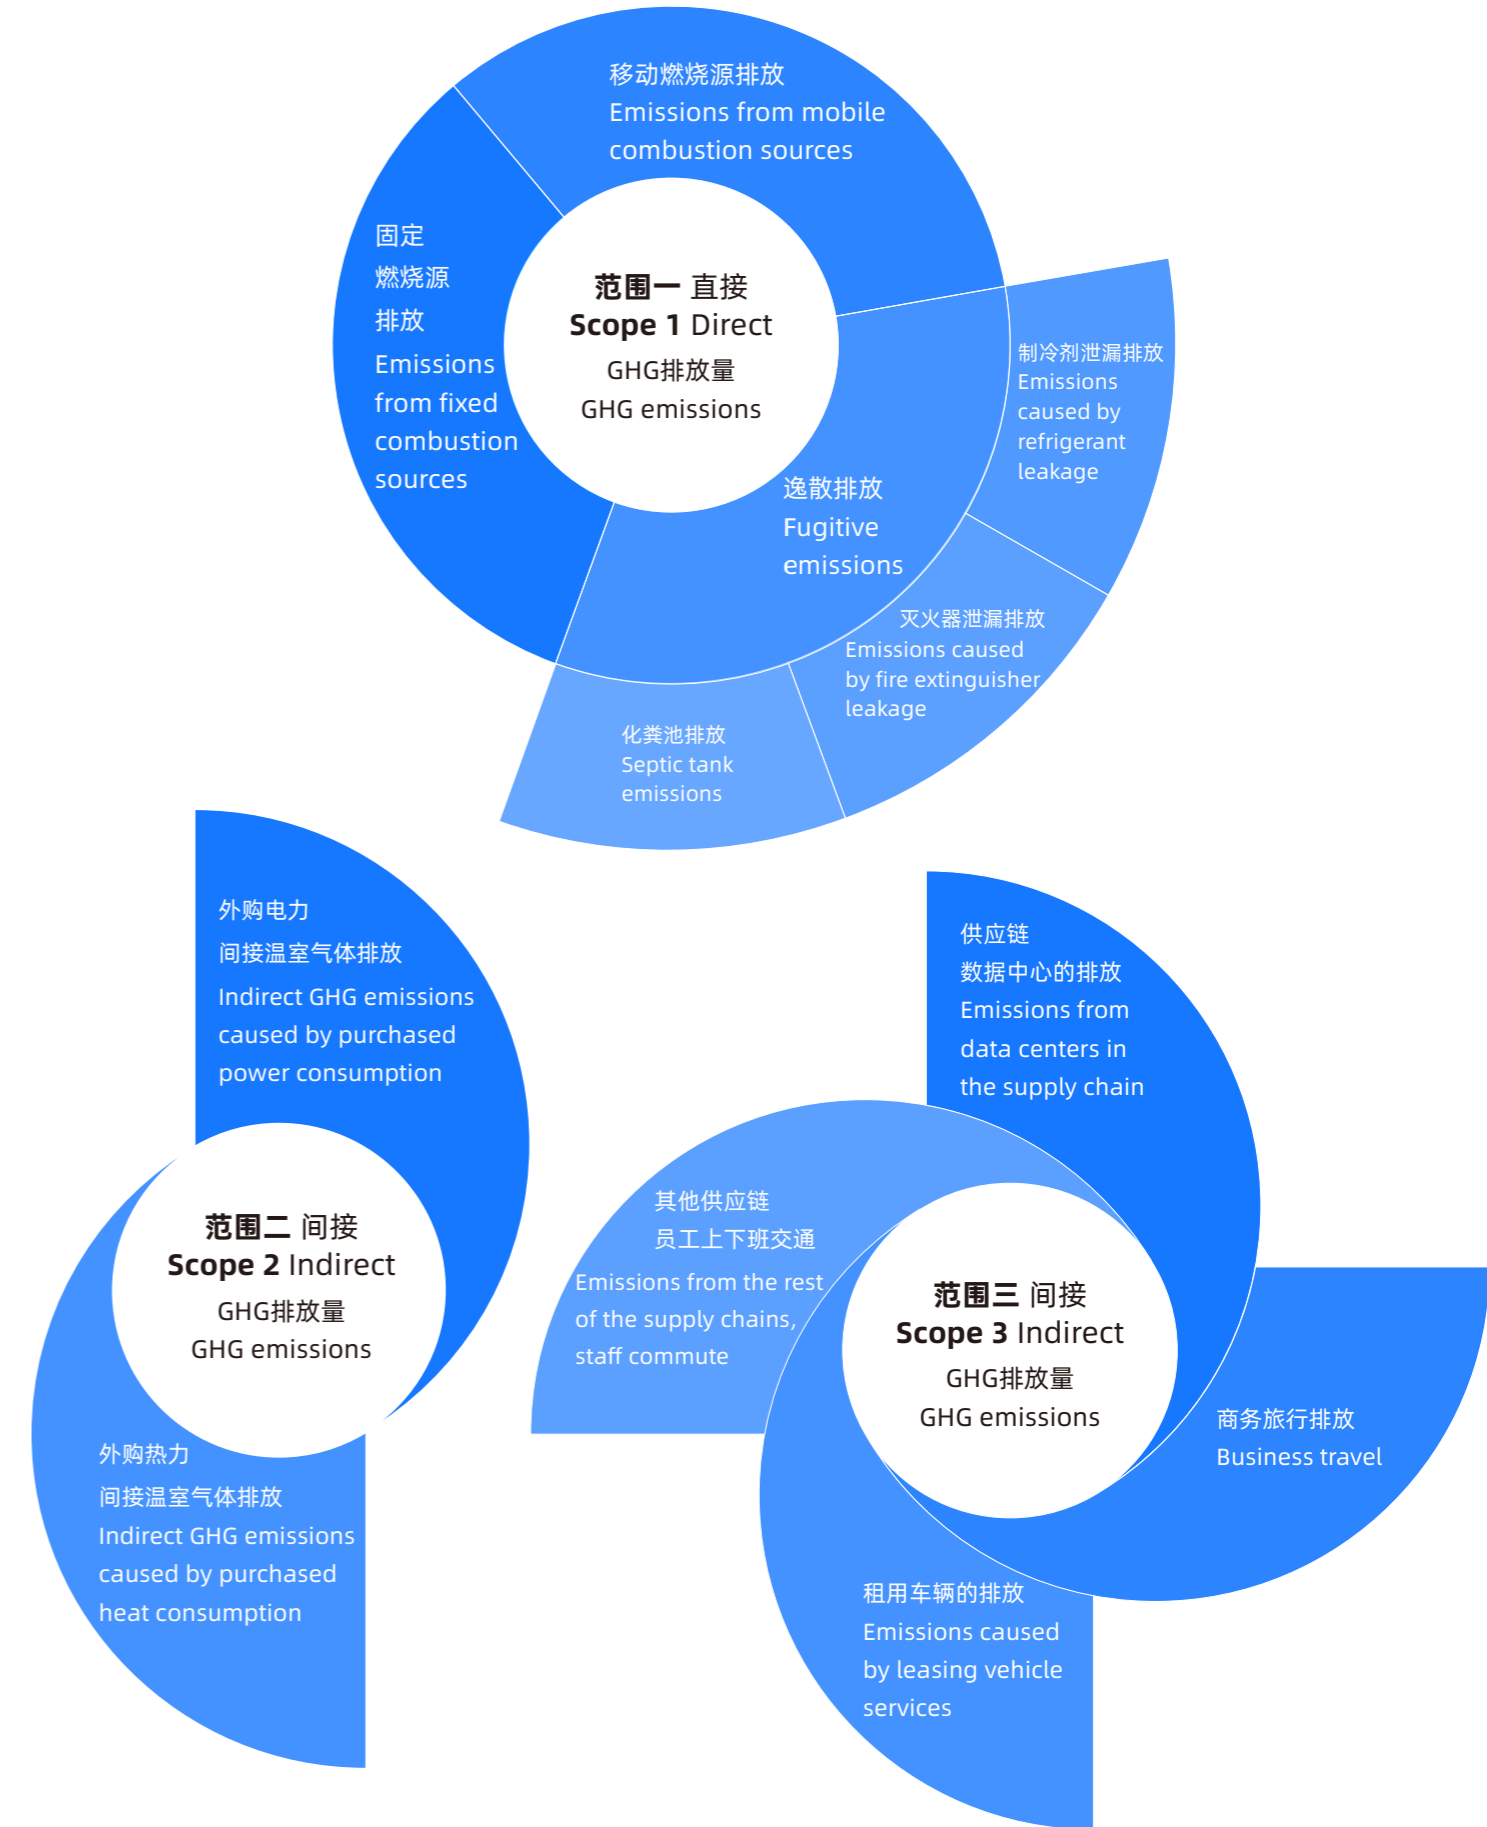 移动燃烧源排放
Emissions from mobile
combustion sources
固定
燃烧源
排放
Emissions
from fixed
combustion
sources
范围一 直接
Scope 1 Direct
GHG排放量
GHG emissions
制冷剂泄漏排放
Emissions
caused by
refrigerant
leakage
逸散排放
Fugitive
emissions
灭火器泄漏排放
Emissions caused
by fire extinguisher
leakage
化粪池排放
Septic tank
emissions
外购电力
间接温室气体排放
Indirect GHG emissions
caused by purchased
power consumption
范围二 间接
Scope 2 Indirect
GHG排放量
GHG emissions
外购热力
间接温室气体排放
Indirect GHG emissions
caused by purchased
heat consumption
供应链
数据中心的排放
Emissions from
data centers in
the supply chain
其他供应链
员工上下班交通
Emissions from the rest
of the supply chains,
staff commute
范围三 间接
Scope 3 Indirect
GHG排放量
GHG emissions
商务旅行排放
Business travel
租用车辆的排放
Emissions caused
by leasing vehicle
services